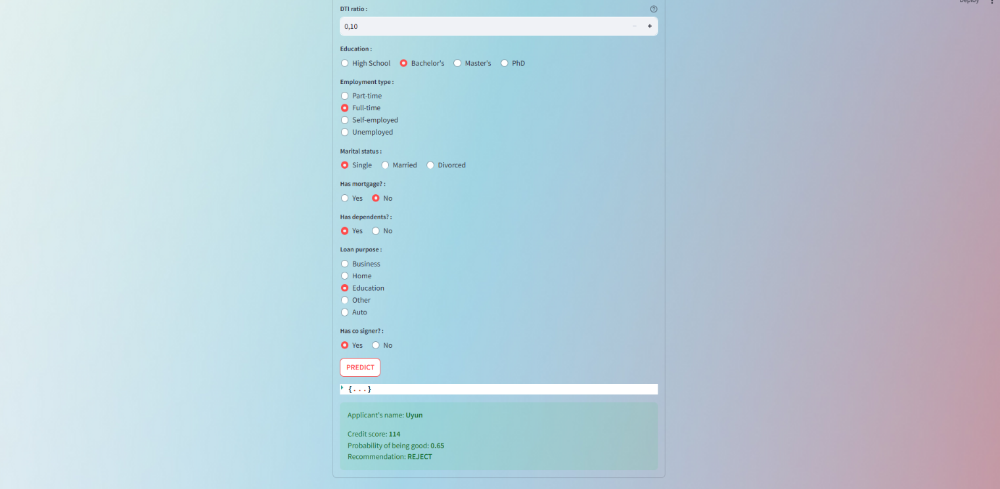 Deploy
DTI ratio :
0,10
Education :
High School Bachelor's Master's PhD
Employment type :
Part-time
Full-time
Self-employed
Unemployed
Marital status :
Single Married Divorced
Has mortgage? :
Yes No
Has dependents? :
Yes No
Loan purpose :
Business
Home
Education
Other
Auto
Has co signer? :
Yes No
PREDICT
{...}
Applicant's name: Uyun
Credit score: 114
Probability of being good: 0.65
Recommendation: REJECT